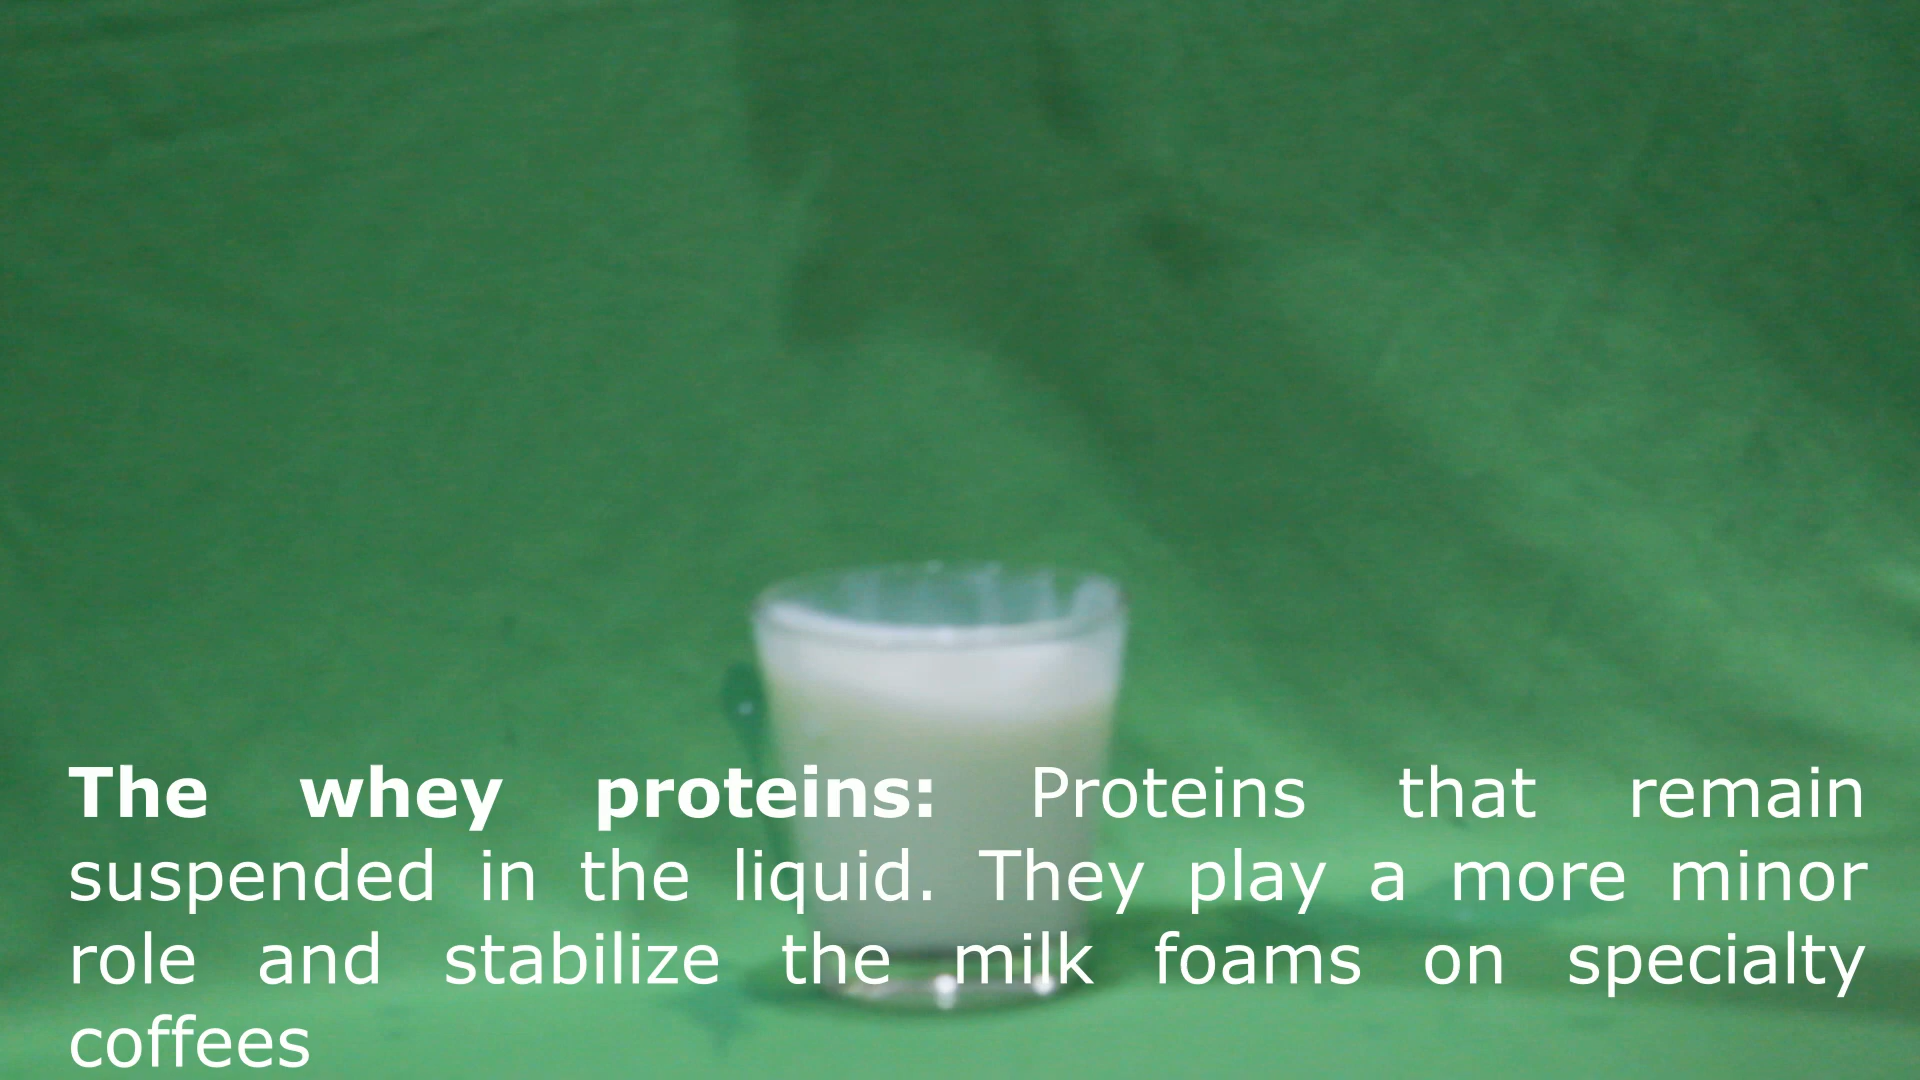 The whey proteins: Proteins that remain
suspended in the liquid. They play a more minor
role and stabilize the milk foams on specialty
coffees